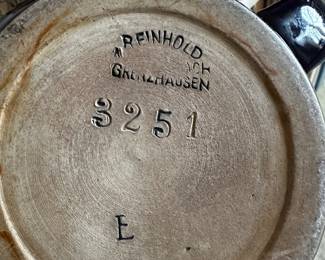 REINHOLD
GRENZHAUSEN
3251
E